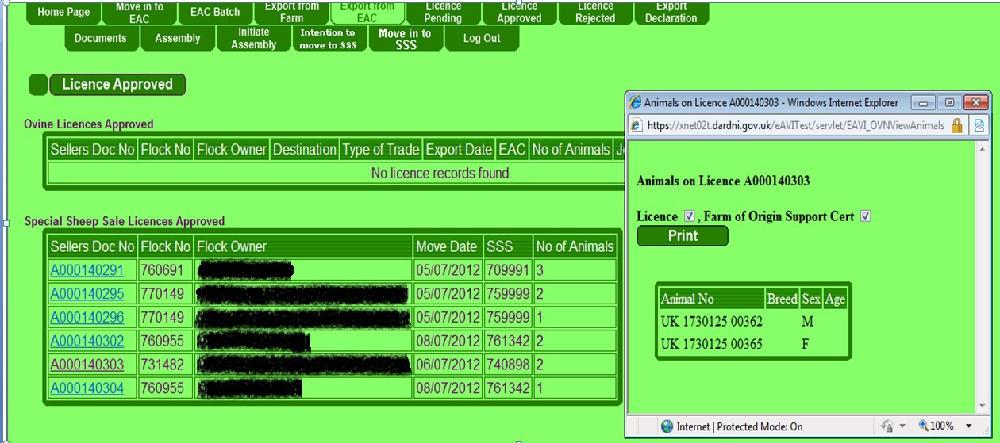 Home Page Move in to EAC EAC Batch Export from Farm Export from EAC Licence Pending Licence Approved Licence Rejected Export Declaration
Documents Assembly Initiate Assembly Intention to move to $$$ Move in to SSS Log Out
Licence Approved
Ovine Licences Approved
Sellers Doc No Flock No Flock Owner Destination Type of Trade Export Date EAC No of Animals
No licence records found.
Special Sheep Sale Licences Approved
Sellers Doc No Flock No Flock Owner Move Date SSS No of Animals
A000140291 760691 05/07/2012 709991 3
A000140295 770149 05/07/2012 759999 2
A000140296 770149 05/07/2012 759999 1
A000140302 760955 08/07/2012 761342 2
A000140303 731482 06/07/2012 740898 2
A000140304 760955 08/07/2012 761342 1
Animals on Licence A000140303 - Windows Internet Explorer
https://xnet02t.dardni.gov.uk/eAVITest/servlet/EAVI_OVNViewAnimals
Animals on Licence A000140303
Licence , Farm of Origin Support Cert
Print
Animal No Breed Sex Age
UK 1730125 00362 M
UK 1730125 00365 F
Internet | Protected Mode: On 100%